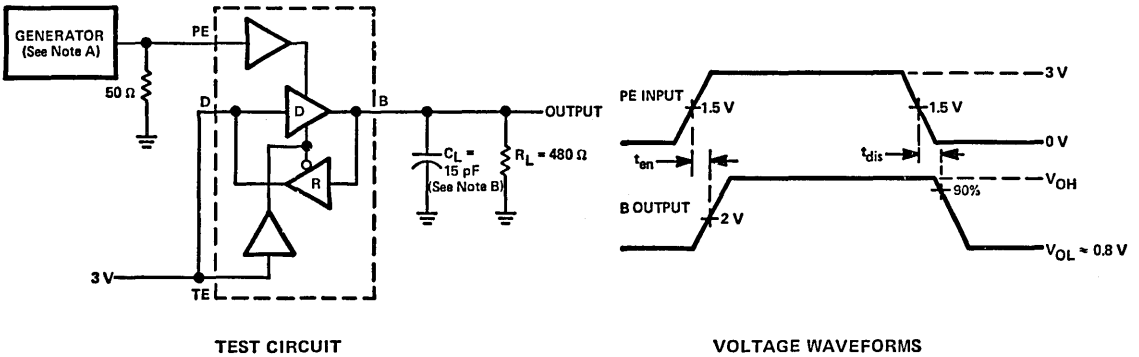 GENERATOR
(See Note A)
PE
50 Ω
D
D
B
OUTPUT
R
C_L =
15 pF
(See Note B)
R_L = 480 Ω
3 V
TE
TEST CIRCUIT
3 V
PE INPUT
1.5 V
1.5 V
0 V
t_en
t_dis
V_OH
90%
B OUTPUT
2 V
V_OL ≈ 0.8 V
VOLTAGE WAVEFORMS